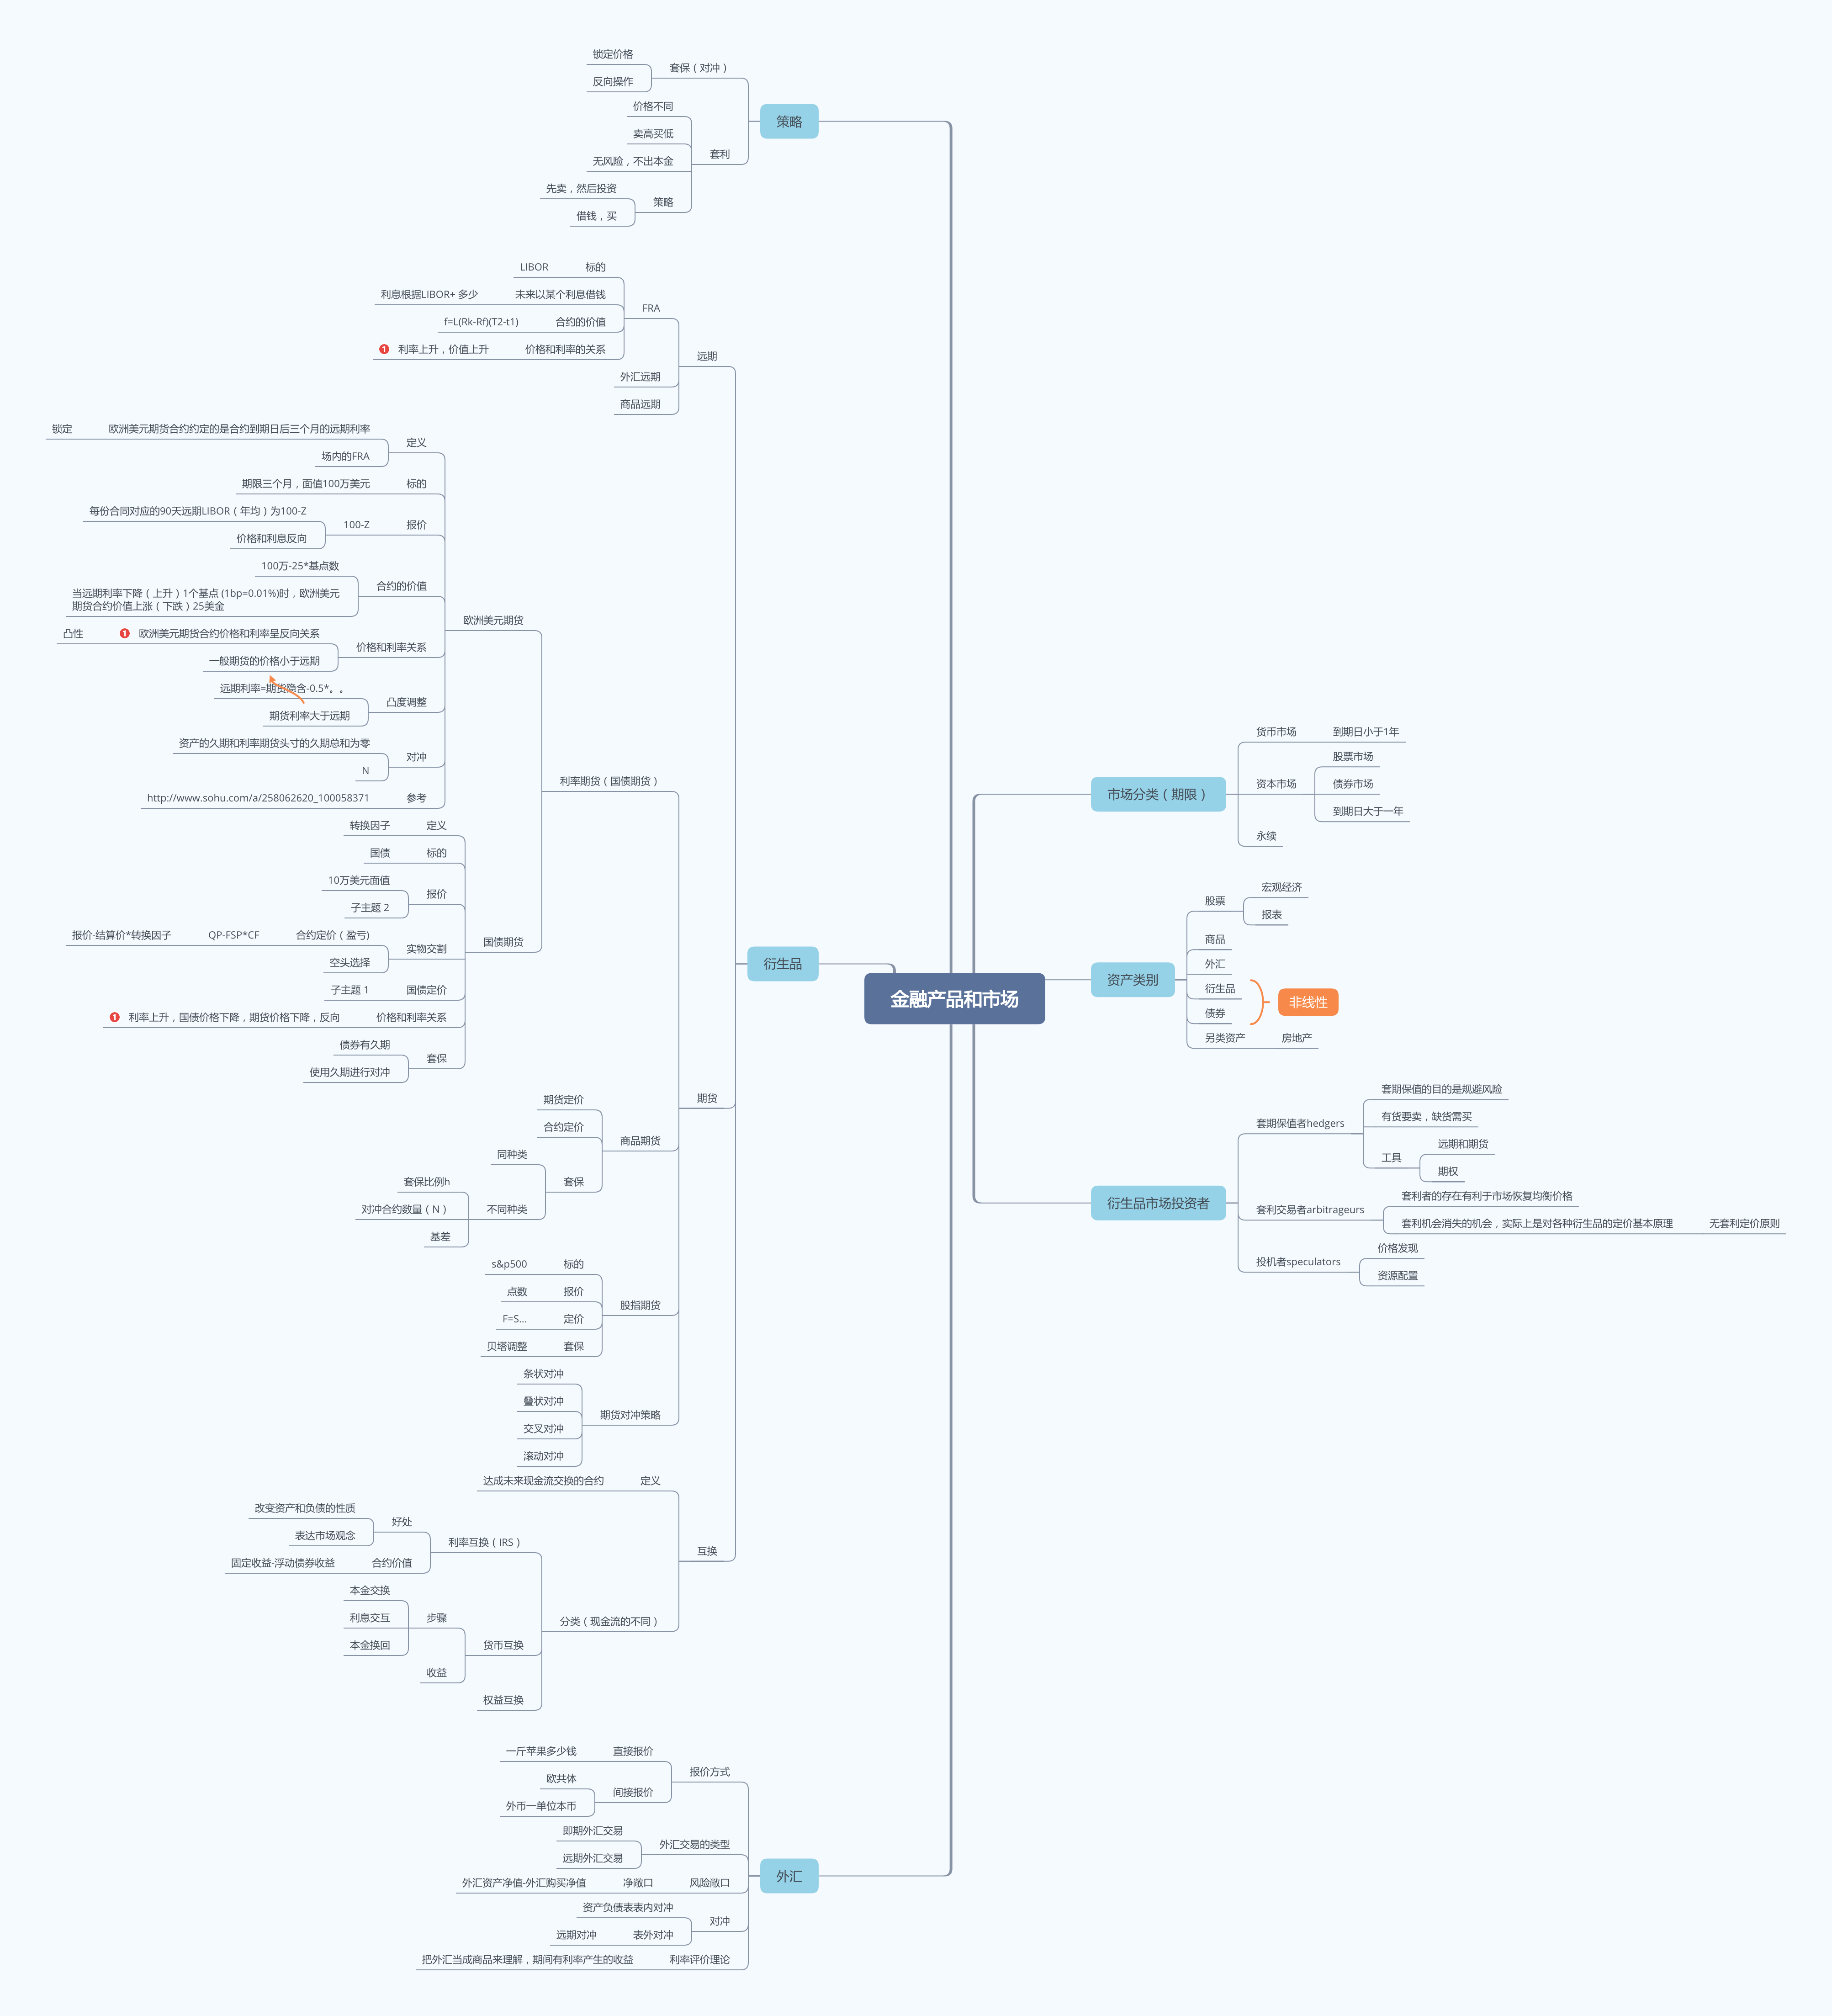 金融产品和市场
策略
套保（对冲）
锁定价格
反向操作
套利
价格不同
卖高买低
无风险，不出本金
策略
先卖，然后投资
借钱，买
衍生品
远期
FRA
标的
LIBOR
未来以某个利息借钱
利息根据LIBOR+ 多少
合约的价值
f=L(Rk-Rf)(T2-t1)
价格和利率的关系
1 利率上升，价值上升
外汇远期
商品远期
期货
利率期货（国债期货）
欧洲美元期货
定义
欧洲美元期货合约约定的是合约到期日后三个月的远期利率
锁定
场内的FRA
标的
期限三个月，面值100万美元
报价
100-Z
每份合同对应的90天远期LIBOR（年均）为100-Z
价格和利息反向
合约的价值
100万-25*基点数
当远期利率下降（上升）1个基点 (1bp=0.01%)时，欧洲美元
期货合约价值上涨（下跌）25美金
价格和利率关系
1 欧洲美元期货合约价格和利率呈反向关系
凸性
一般期货的价格小于远期
凸度调整
远期利率=期货隐含-0.5*。。
期货利率大于远期
对冲
资产的久期和利率期货头寸的久期总和为零
N
参考
http://www.sohu.com/a/258062620_100058371
国债期货
定义
转换因子
标的
国债
报价
10万美元面值
子主题 2
实物交割
合约定价（盈亏)
QP-FSP*CF
报价-结算价*转换因子
空头选择
国债定价
子主题 1
价格和利率关系
1 利率上升，国债价格下降，期货价格下降，反向
套保
债券有久期
使用久期进行对冲
商品期货
期货定价
合约定价
套保
同种类
不同种类
套保比例h
对冲合约数量（N）
基差
股指期货
标的
s&p500
报价
点数
定价
F=S...
套保
贝塔调整
期货对冲策略
条状对冲
叠状对冲
交叉对冲
滚动对冲
互换
定义
达成未来现金流交换的合约
分类（现金流的不同）
利率互换（IRS）
好处
改变资产和负债的性质
表达市场观念
合约价值
固定收益-浮动债券收益
货币互换
步骤
本金交换
利息交互
本金换回
收益
权益互换
外汇
报价方式
直接报价
一斤苹果多少钱
间接报价
欧共体
外币一单位本币
外汇交易的类型
即期外汇交易
远期外汇交易
风险敞口
净敞口
外汇资产净值-外汇购买净值
对冲
资产负债表表内对冲
表外对冲
远期对冲
利率评价理论
把外汇当成商品来理解，期间有利率产生的收益
市场分类（期限）
货币市场
到期日小于1年
资本市场
股票市场
债券市场
到期日大于一年
永续
资产类别
股票
宏观经济
报表
商品
外汇
衍生品
债券
非线性
另类资产
房地产
衍生品市场投资者
套期保值者hedgers
套期保值的目的是规避风险
有货要卖，缺货需买
工具
远期和期货
期权
套利交易者arbitrageurs
套利者的存在有利于市场恢复均衡价格
套利机会消失的机会，实际上是对各种衍生品的定价基本原理
无套利定价原则
投机者speculators
价格发现
资源配置